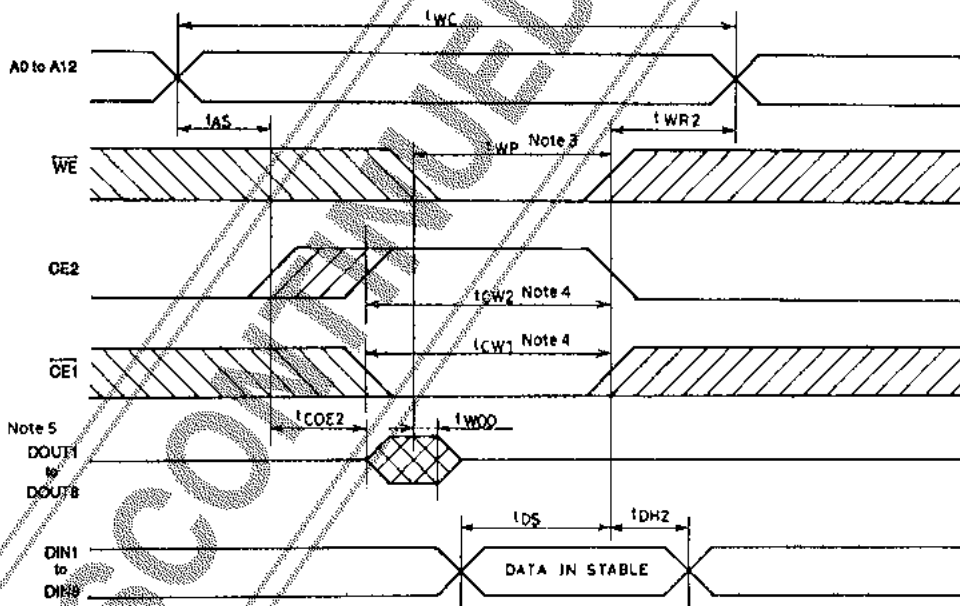 tWC
A0 to A12
tAS
tWR2
WE
tWP Note 3
CE2
tCW2 Note 4
tCW1 Note 4
CE1
tCOE2
tWOD
Note 5
DOUT1
to
DOUT8
tDS
tDH2
DIN1
to
DIN8
DATA IN STABLE
DISCONTINUED